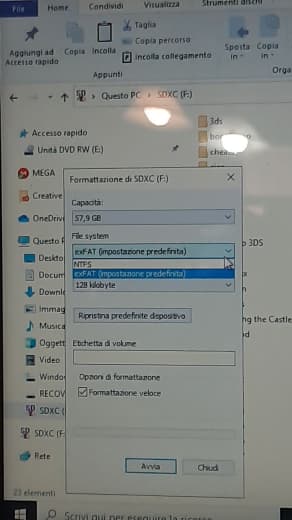 File
Home
Condividi
Visualizza
Strumenti dischi
Aggiungi ad
Accesso rapido
Copia
Incolla
Taglia
Copia percorso
Incolla collegamento
Sposta
in
Copia
in
Appunti
Orga
Questo PC > SDXC (F:)
Accesso rapido
Unità DVD RW (E:)
MEGA
Creative
OneDriv
Questo F
Deskto
Docum
Downl
Immag
Musica
Oggett
Video
Windo
RECOV
SDXC (
SDXC (F:
Rete
23 elementi
3ds
chea
3DS
ng the Castle
Formattazione di SDXC (F:)
Capacità:
57,9 GB
File system
exFAT (impostazione predefinita)
NTFS
exFAT (impostazione predefinita)
128 kilobyte
Ripristina predefinite dispositivo
Etichetta di volume
Opzioni di formattazione
Formattazione veloce
Avvia
Chiudi
Scrivi qui per eseguire la ricerca